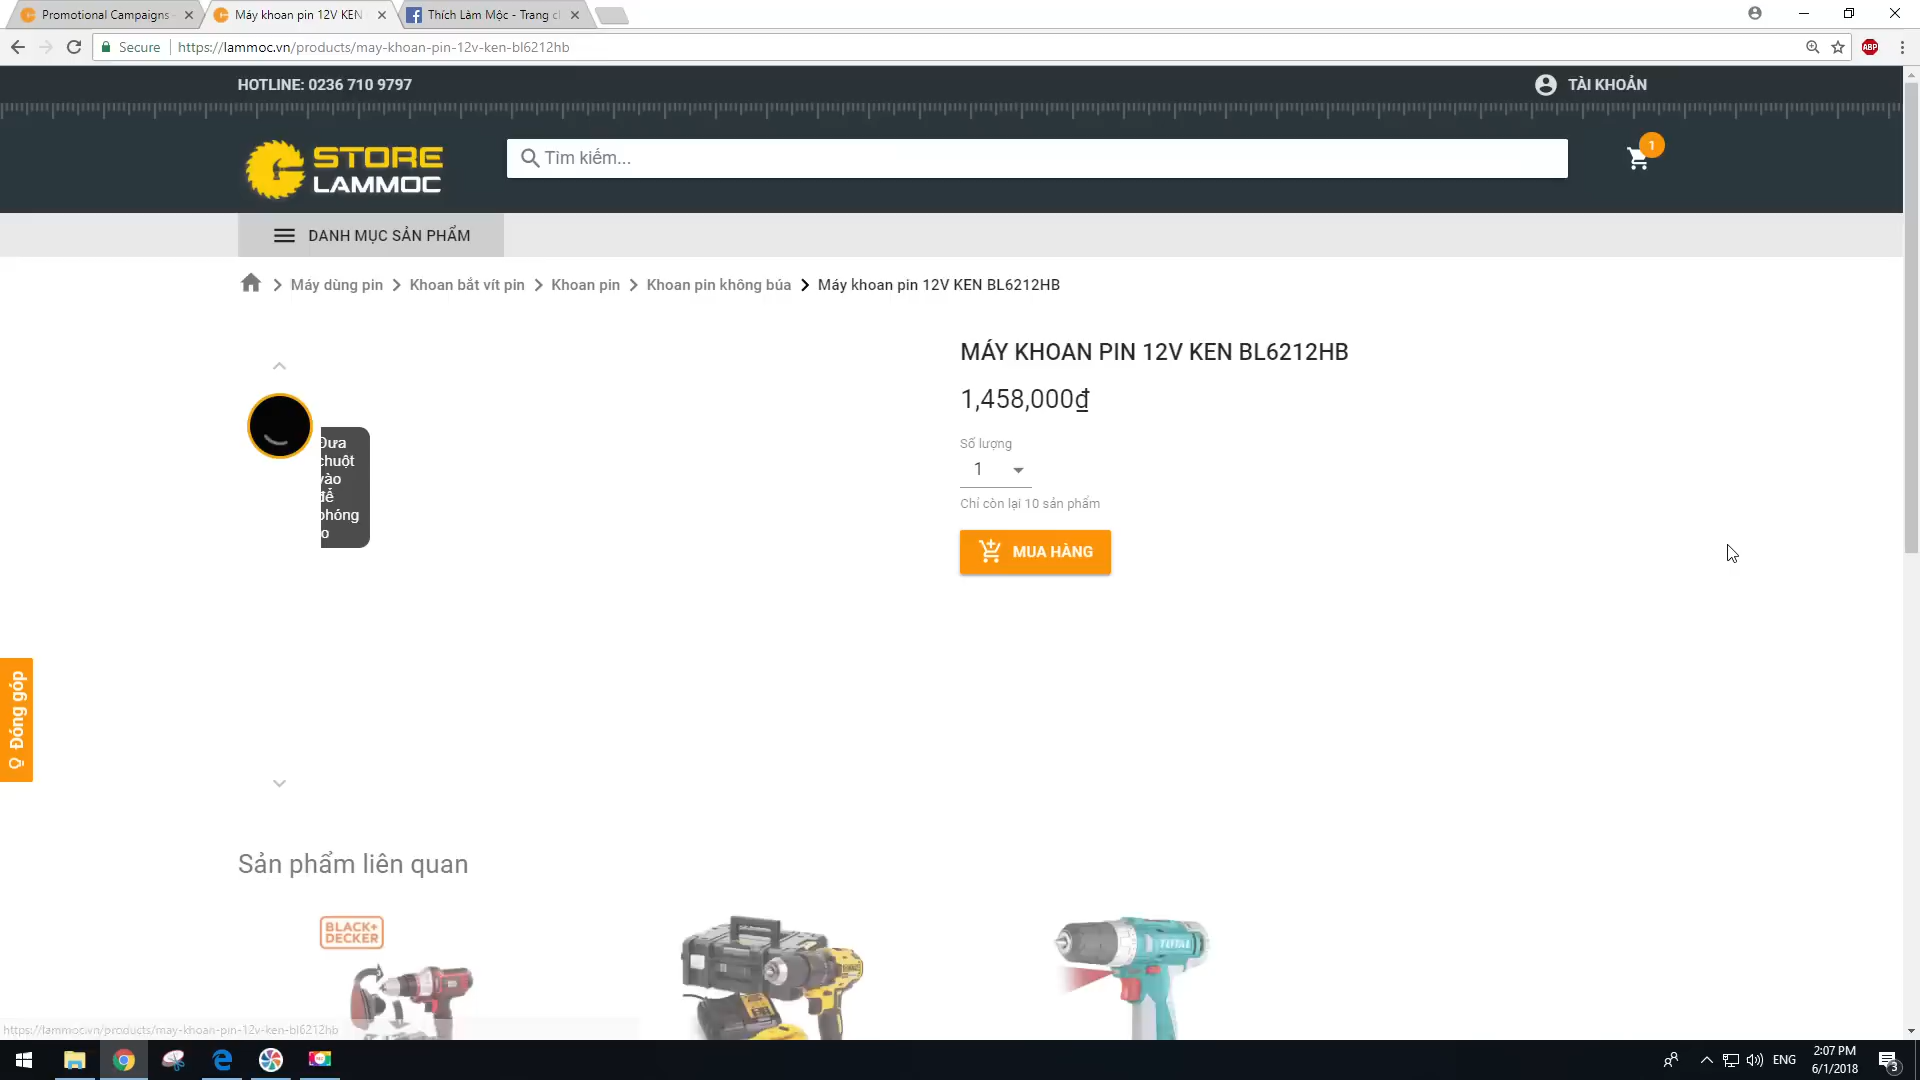 Promotional Campaigns
Máy khoan pin 12V KEN
Thích Làm Mộc - Trang c
Secure
https://lammoc.vn/products/may-khoan-pin-12v-ken-bl6212hb
ABP
HOTLINE: 0236 710 9797
TÀI KHOẢN
STORE
LAMMOC
Tìm kiếm...
1
DANH MỤC SẢN PHẨM
Máy dùng pin > Khoan bắt vít pin > Khoan pin > Khoan pin không búa > Máy khoan pin 12V KEN BL6212HB
MÁY KHOAN PIN 12V KEN BL6212HB
1,458,000₫
Số lượng
1
Chỉ còn lại 10 sản phẩm
MUA HÀNG
Đưa
chuột
vào
để
phóng
to
Đóng góp
Sản phẩm liên quan
BLACK+
DECKER
TOTAL
https://lammoc.vn/products/may-khoan-pin-12v-ken-bl6212hb
ENG
2:07 PM
6/1/2018
3